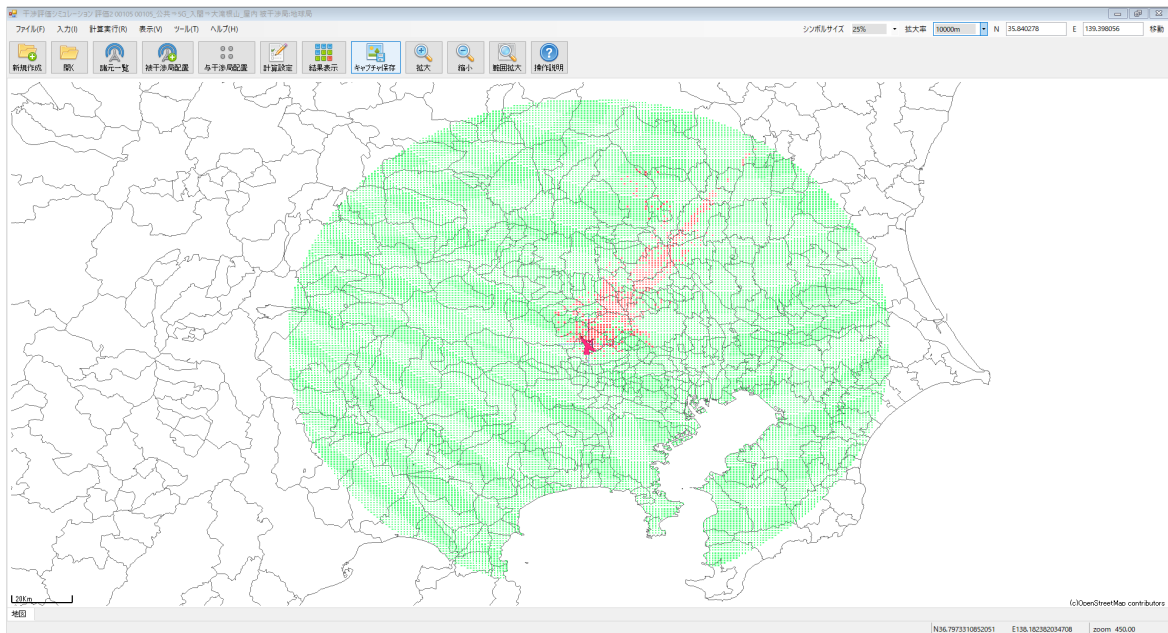 干渉評価シミュレーション 評価2 00105 00105_公共⇒5G_入間⇒大滝根山_屋内 被干渉局:地球局
ファイル(F) 入力(I) 計算実行(R) 表示(V) ツール(T) ヘルプ(H) シンボルサイズ 25% 拡大率 10000m N 35.840278 E 139.398056 移動
新規作成 開く 諸元一覧 被干渉局配置 与干渉局配置 計算設定 結果表示 キャプチャ保存 拡大 縮小 範囲拡大 操作説明
20Km
(c)OpenStreetMap contributors
地図
N36.7973310852051 E138.182382034708 zoom 450.00